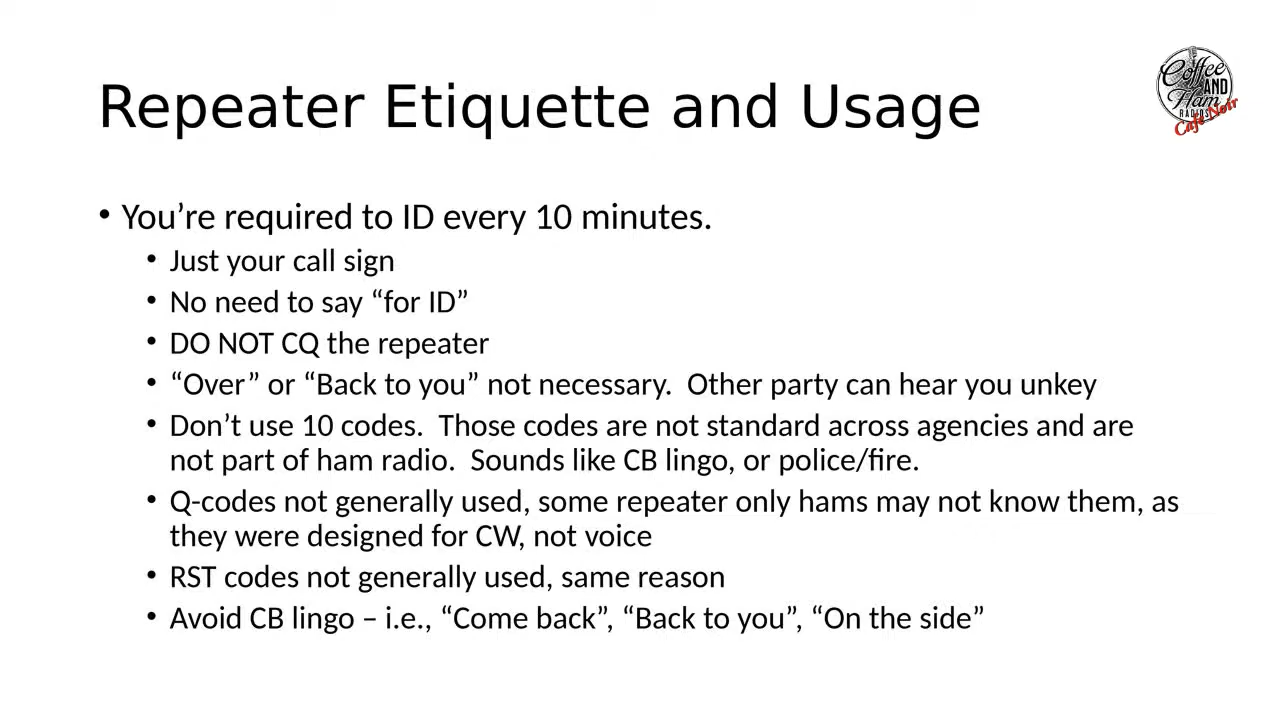 Coffee
AND
Ham
RADIOS
Café Noir
Repeater Etiquette and Usage
• You’re required to ID every 10 minutes.
• Just your call sign
• No need to say “for ID”
• DO NOT CQ the repeater
• “Over” or “Back to you” not necessary.  Other party can hear you unkey
• Don’t use 10 codes.  Those codes are not standard across agencies and are
not part of ham radio.  Sounds like CB lingo, or police/fire.
• Q-codes not generally used, some repeater only hams may not know them, as
they were designed for CW, not voice
• RST codes not generally used, same reason
• Avoid CB lingo – i.e., “Come back”, “Back to you”, “On the side”